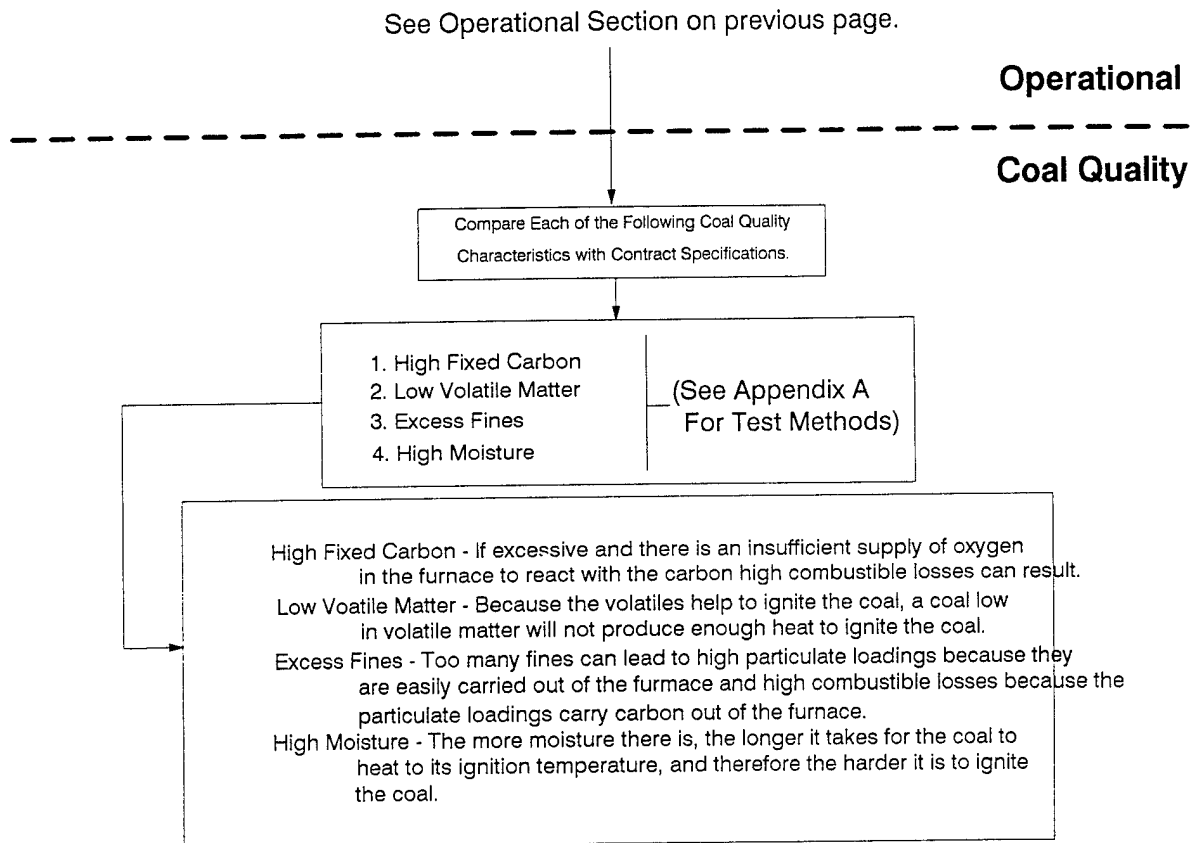 See Operational Section on previous page.
Operational
Coal Quality
Compare Each of the Following Coal Quality
Characteristics with Contract Specifications.
1. High Fixed Carbon
2. Low Volatile Matter
3. Excess Fines
4. High Moisture
(See Appendix A
For Test Methods)
High Fixed Carbon - If excessive and there is an insufficient supply of oxygen
in the furnace to react with the carbon high combustible losses can result.
Low Voatile Matter - Because the volatiles help to ignite the coal, a coal low
in volatile matter will not produce enough heat to ignite the coal.
Excess Fines - Too many fines can lead to high particulate loadings because they
are easily carried out of the furmace and high combustible losses because the
particulate loadings carry carbon out of the furnace.
High Moisture - The more moisture there is, the longer it takes for the coal to
heat to its ignition temperature, and therefore the harder it is to ignite
the coal.